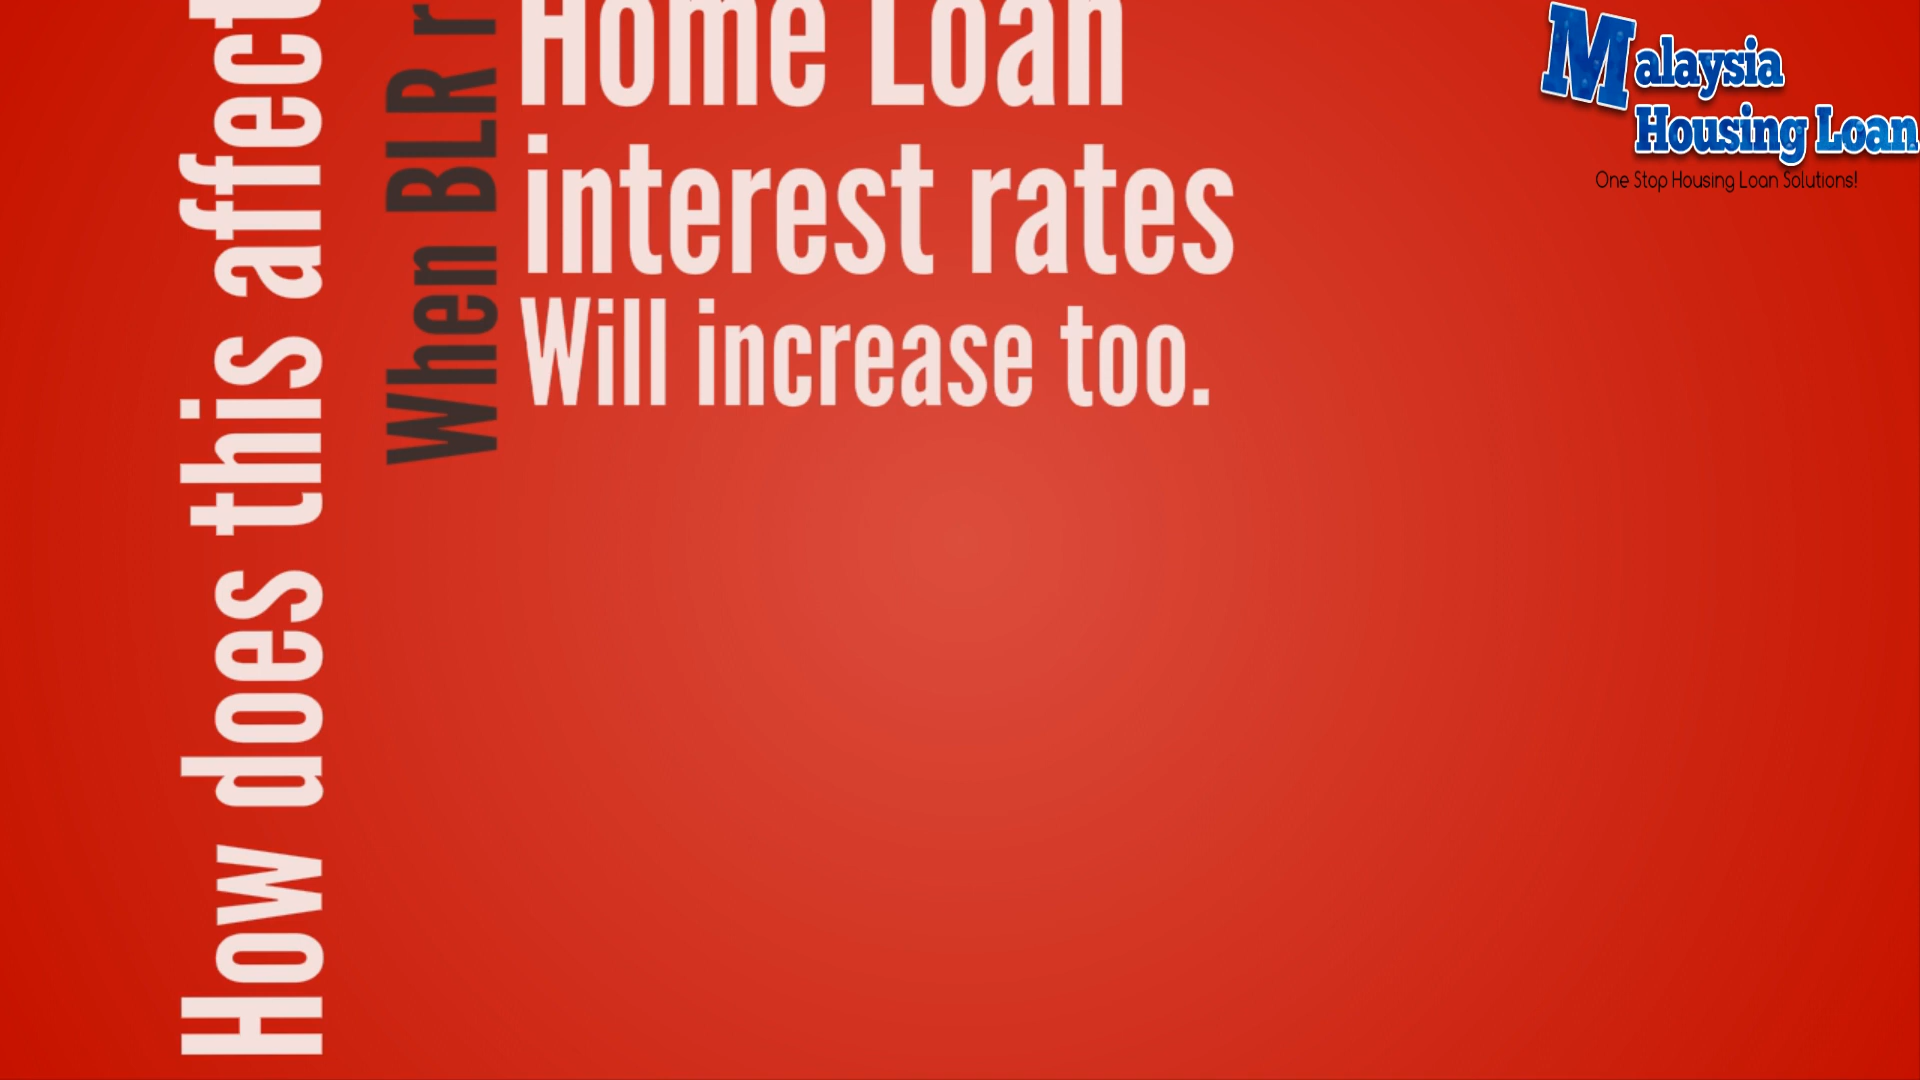 How does this affect
When BLR r
Home Loan
interest rates
Will increase too.
Malaysia
Housing Loan
One Stop Housing Loan Solutions!